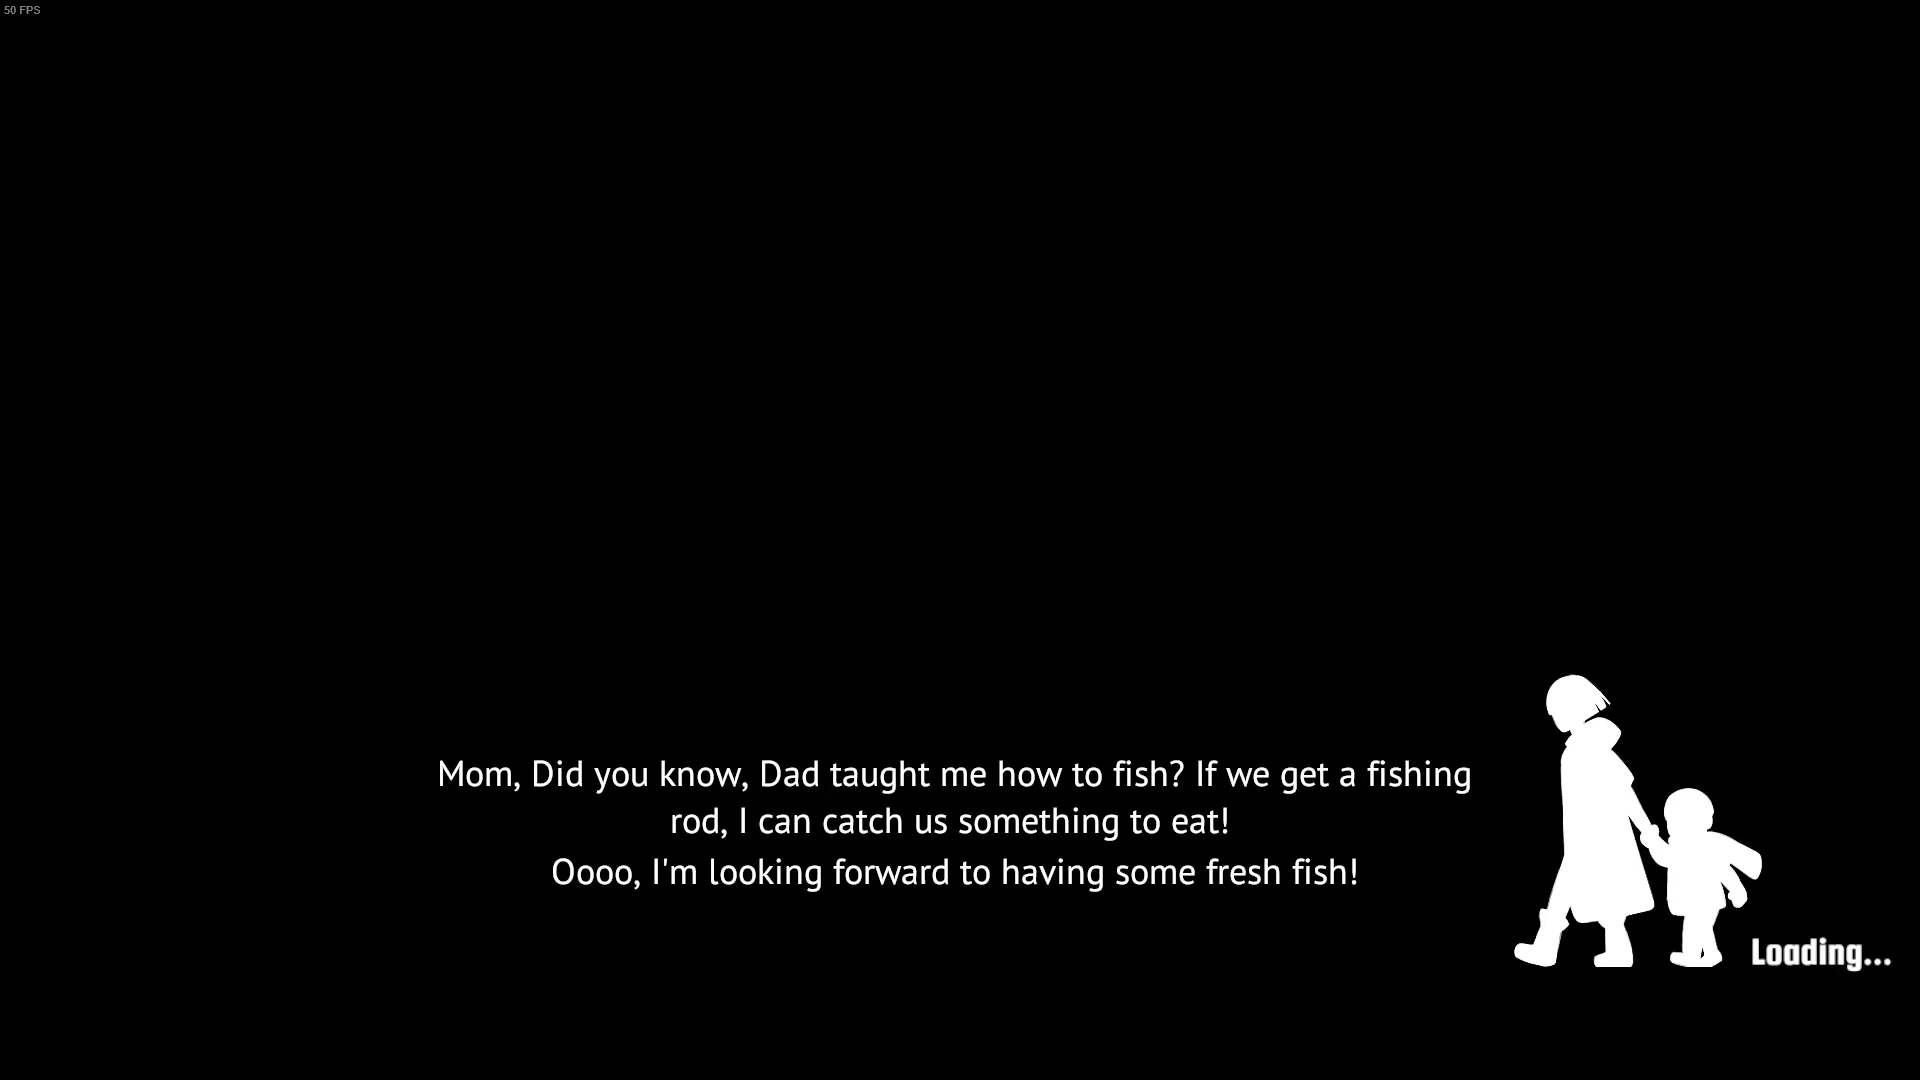 50 FPS
Mom, Did you know, Dad taught me how to fish? If we get a fishing
rod, I can catch us something to eat!
Oooo, I'm looking forward to having some fresh fish!
Loading...